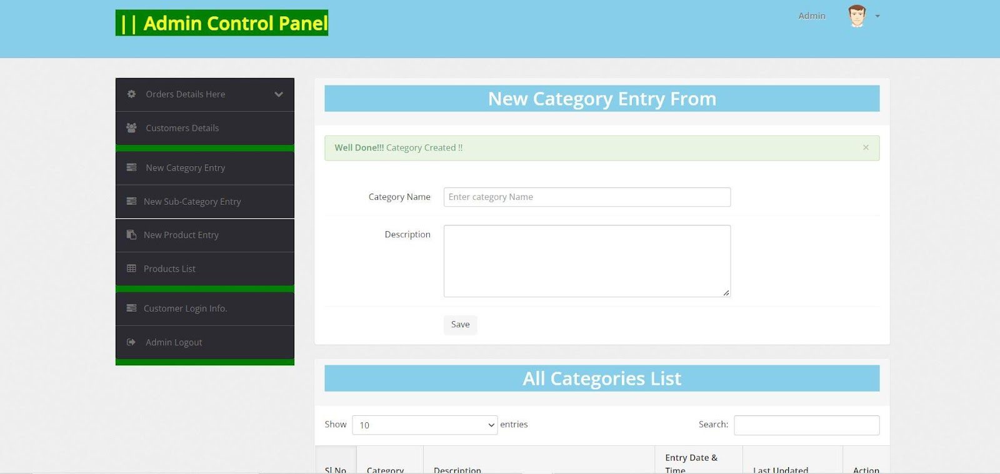 || Admin Control Panel
Admin
Orders Details Here
Customers Details
New Category Entry
New Sub-Category Entry
New Product Entry
Products List
Customer Login Info.
Admin Logout
New Category Entry From
Well Done!!! Category Created !!
×
Category Name
Enter category Name
Description
Save
All Categories List
Show 10 entries
Search:
Sl.No Category Description Entry Date & Time Last Updated Action